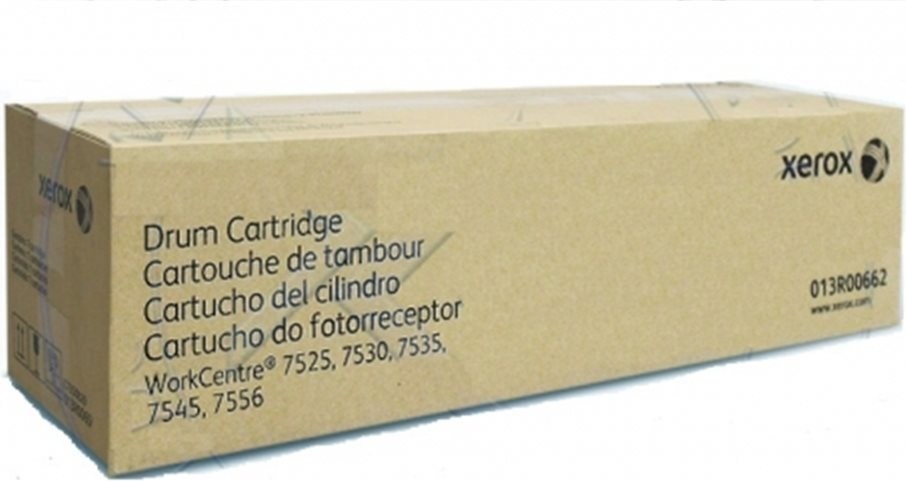 xerox
Drum Cartridge
Cartouche de tambour
Cartucho del cilindro
Cartucho do fotorreceptor
WorkCentre® 7525, 7530, 7535,
7545, 7556
xerox
013R00662
www.xerox.com